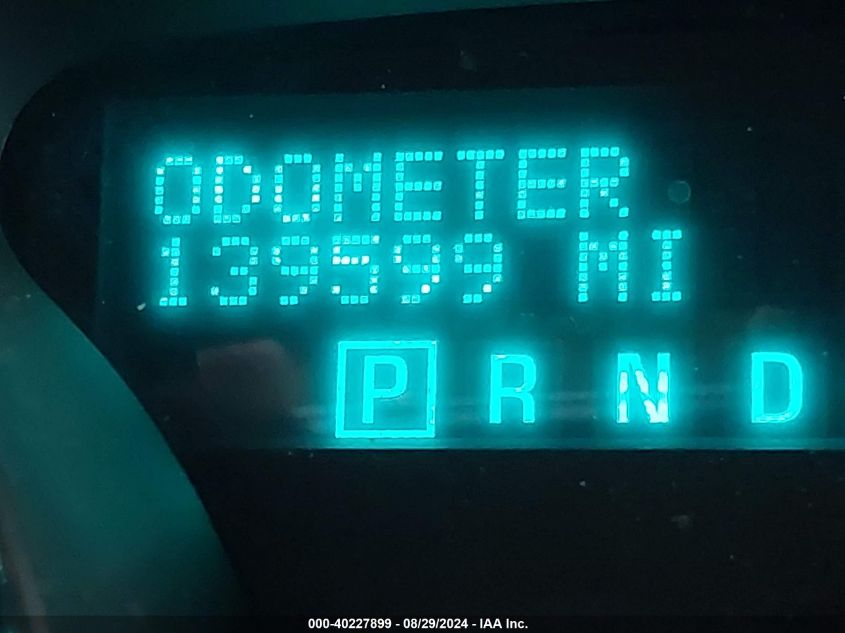 ODOMETER
139599 MI
P R N D
000-40227899 - 08/29/2024 - IAA Inc.